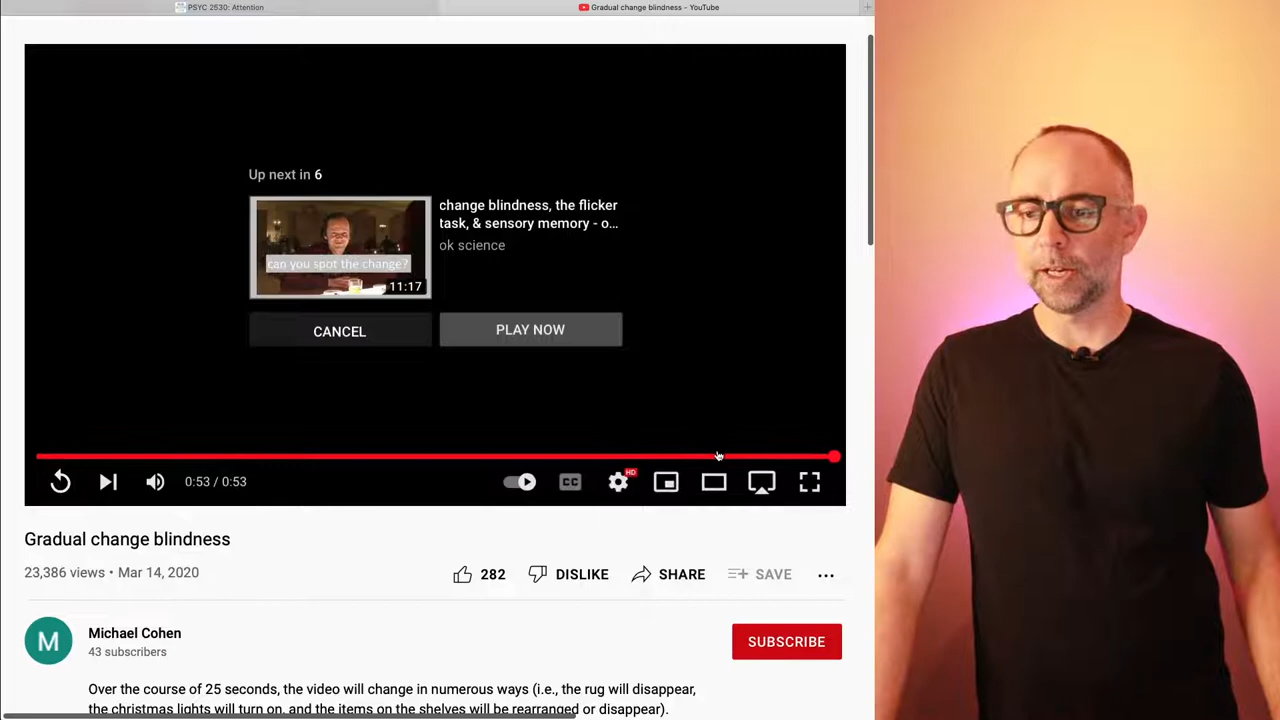 PSYC 2530: Attention
Gradual change blindness - YouTube
Up next in 6
change blindness, the flicker
task, & sensory memory - o...
ok science
can you spot the change?
11:17
CANCEL
PLAY NOW
0:53 / 0:53
CC
HD
Gradual change blindness
23,386 views • Mar 14, 2020
282
DISLIKE
SHARE
SAVE
M
Michael Cohen
43 subscribers
SUBSCRIBE
Over the course of 25 seconds, the video will change in numerous ways (i.e., the rug will disappear,
the christmas lights will turn on, and the items on the shelves will be rearranged or disappear).